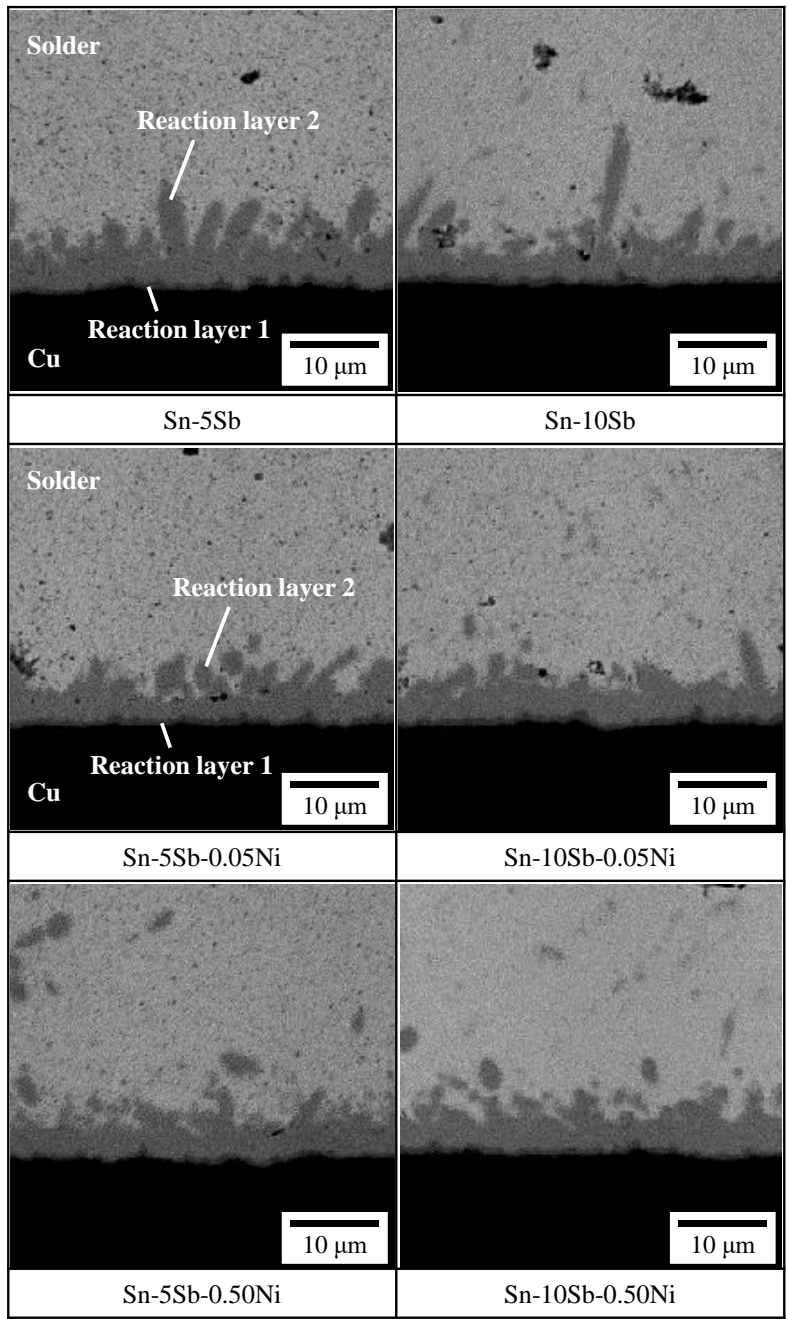 Solder
Reaction layer 2
Reaction layer 1
Cu
10 μm
10 μm
Sn-5Sb
Sn-10Sb
Solder
Reaction layer 2
Reaction layer 1
Cu
10 μm
10 μm
Sn-5Sb-0.05Ni
Sn-10Sb-0.05Ni
10 μm
10 μm
Sn-5Sb-0.50Ni
Sn-10Sb-0.50Ni